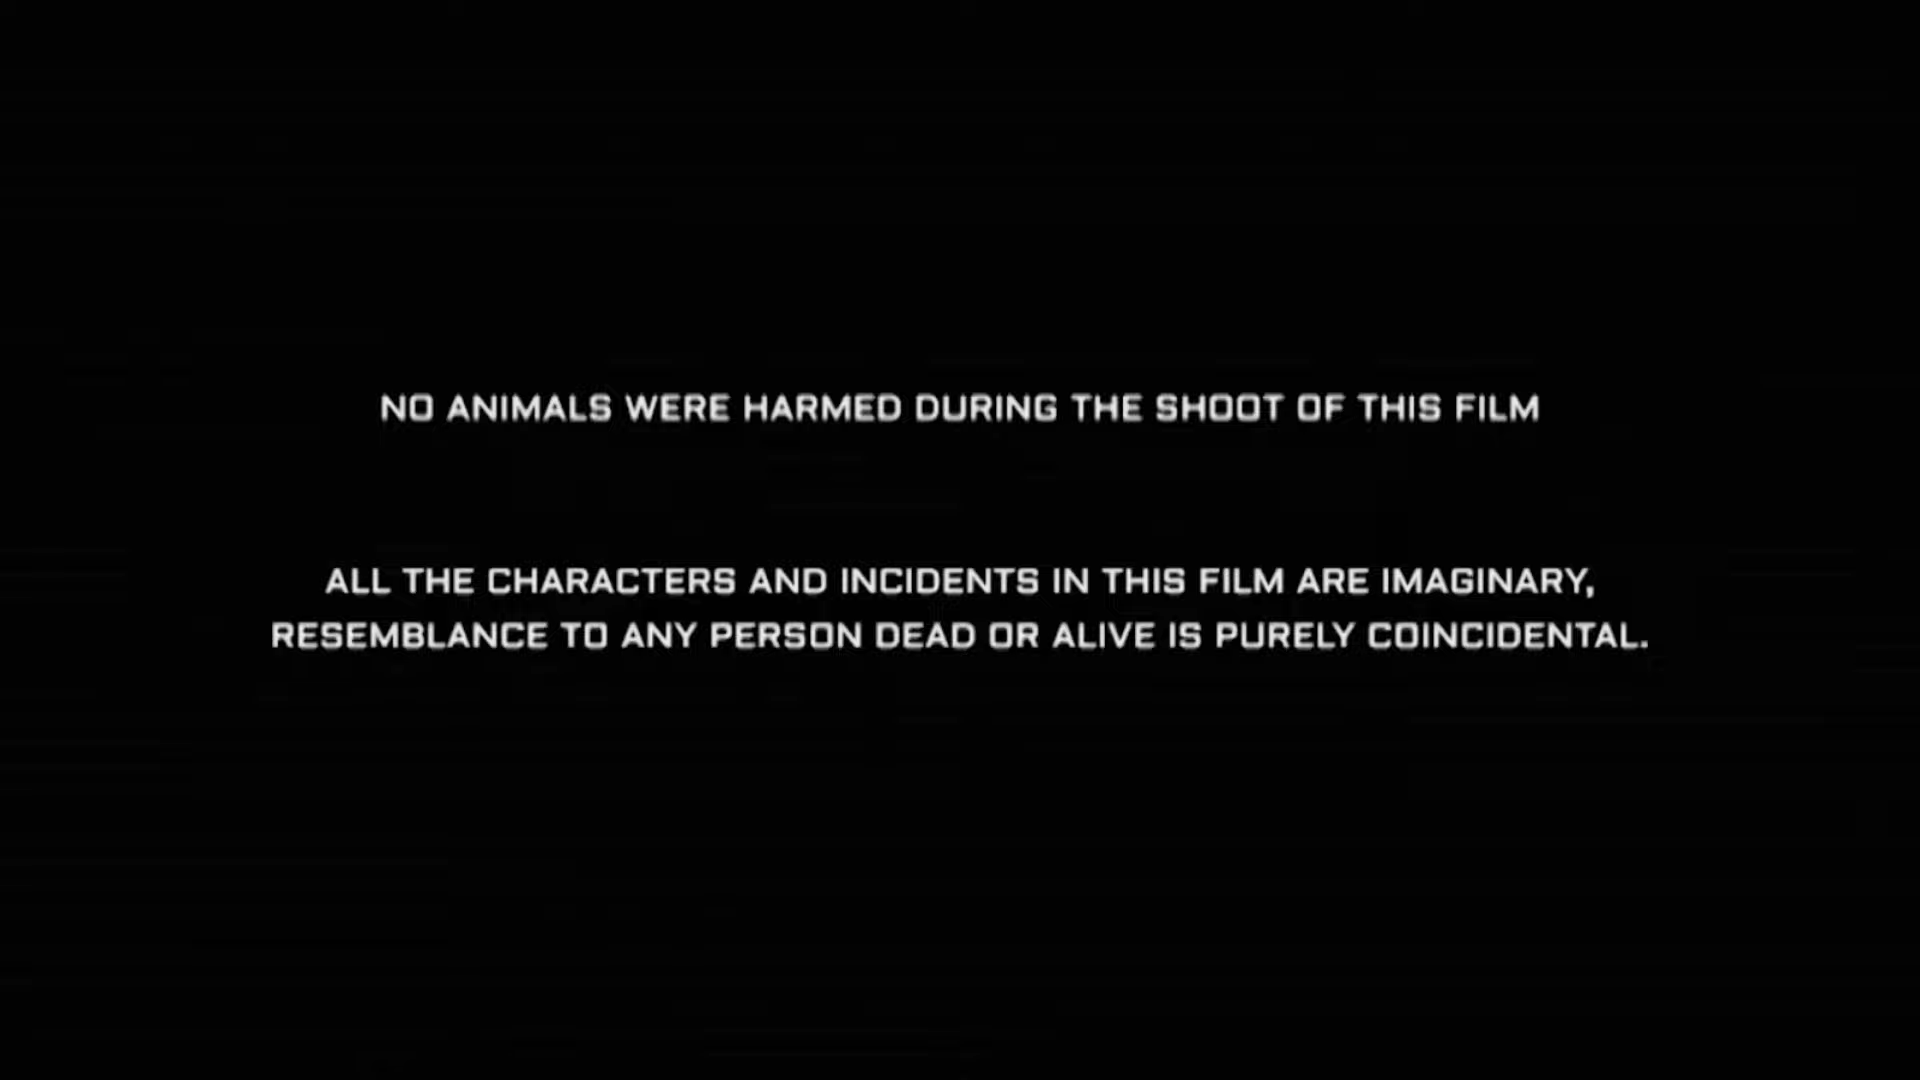 NO ANIMALS WERE HARMED DURING THE SHOOT OF THIS FILM
ALL THE CHARACTERS AND INCIDENTS IN THIS FILM ARE IMAGINARY,
RESEMBLANCE TO ANY PERSON DEAD OR ALIVE IS PURELY COINCIDENTAL.